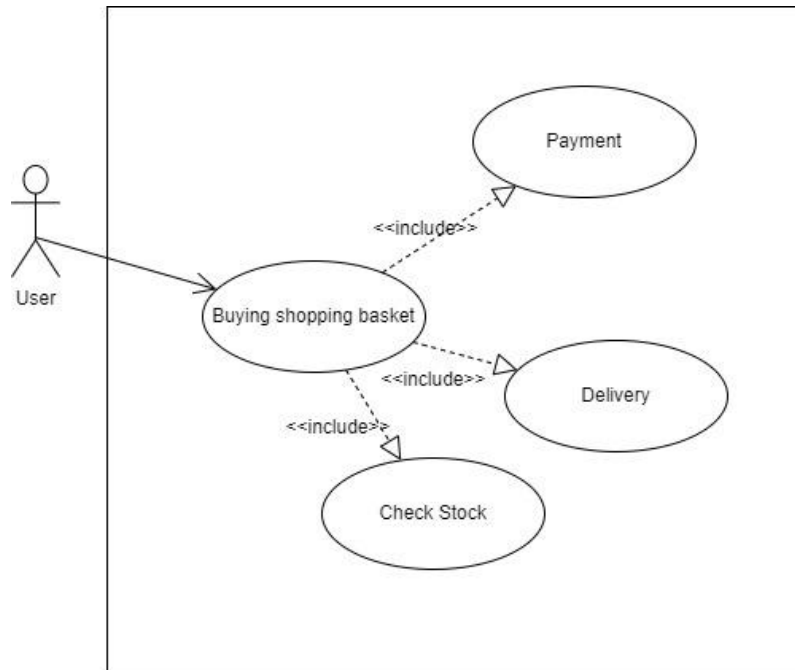 Payment
<<include>>
User
Buying shopping basket
<<include>>
Delivery
<<include>>
Check Stock